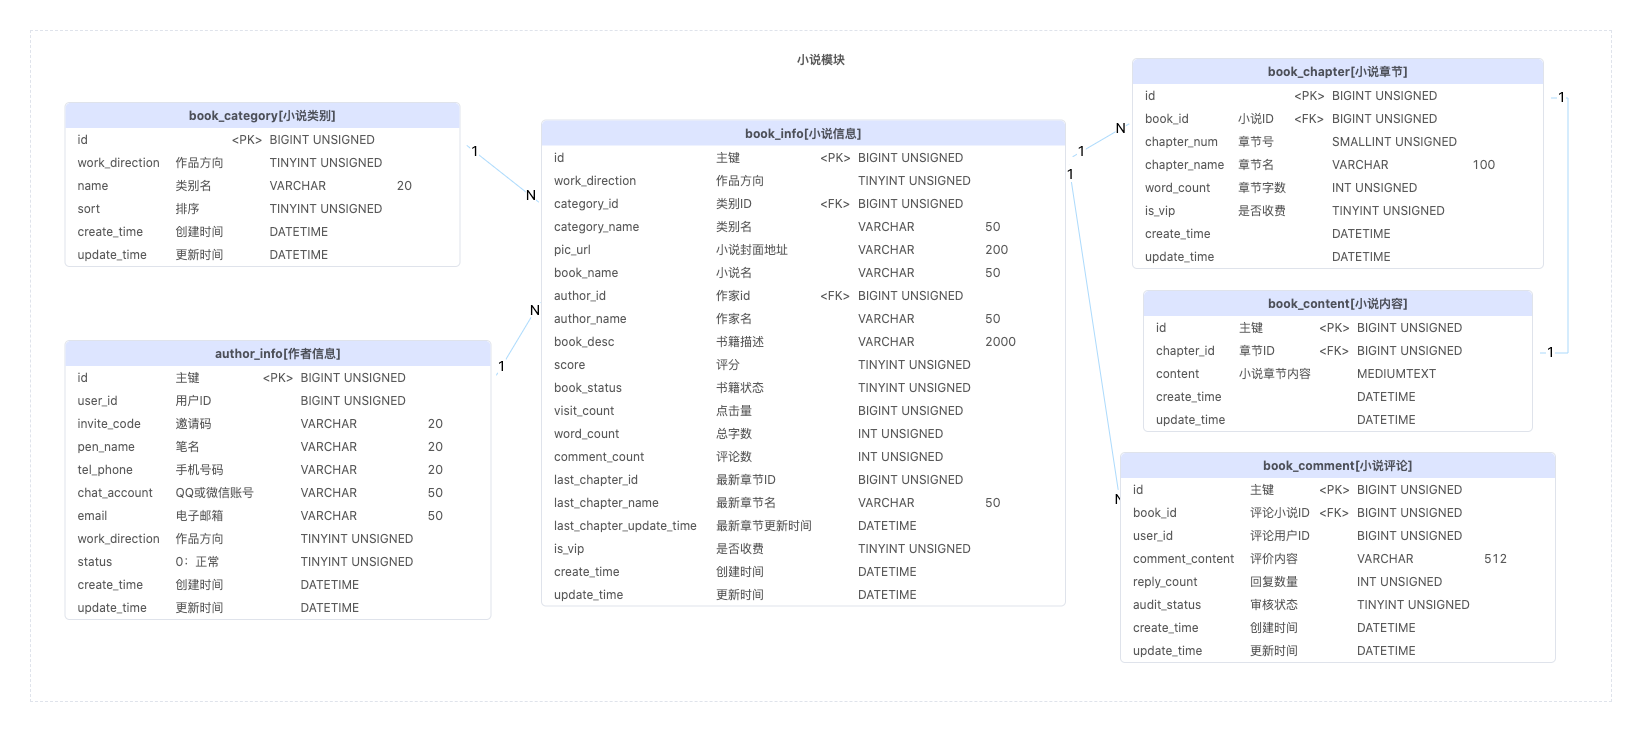 小说模块
book_category[小说类别]
id <PK> BIGINT UNSIGNED
work_direction 作品方向 TINYINT UNSIGNED
name 类别名 VARCHAR 20
sort 排序 TINYINT UNSIGNED
create_time 创建时间 DATETIME
update_time 更新时间 DATETIME
1
N
author_info[作者信息]
id 主键 <PK> BIGINT UNSIGNED
user_id 用户ID BIGINT UNSIGNED
invite_code 邀请码 VARCHAR 20
pen_name 笔名 VARCHAR 20
tel_phone 手机号码 VARCHAR 20
chat_account QQ或微信账号 VARCHAR 50
email 电子邮箱 VARCHAR 50
work_direction 作品方向 TINYINT UNSIGNED
status 0：正常 TINYINT UNSIGNED
create_time 创建时间 DATETIME
update_time 更新时间 DATETIME
1
N
book_info[小说信息]
id 主键 <PK> BIGINT UNSIGNED
work_direction 作品方向 TINYINT UNSIGNED
category_id 类别ID <FK> BIGINT UNSIGNED
category_name 类别名 VARCHAR 50
pic_url 小说封面地址 VARCHAR 200
book_name 小说名 VARCHAR 50
author_id 作家id <FK> BIGINT UNSIGNED
author_name 作家名 VARCHAR 50
book_desc 书籍描述 VARCHAR 2000
score 评分 TINYINT UNSIGNED
book_status 书籍状态 TINYINT UNSIGNED
visit_count 点击量 BIGINT UNSIGNED
word_count 总字数 INT UNSIGNED
comment_count 评论数 INT UNSIGNED
last_chapter_id 最新章节ID BIGINT UNSIGNED
last_chapter_name 最新章节名 VARCHAR 50
last_chapter_update_time 最新章节更新时间 DATETIME
is_vip 是否收费 TINYINT UNSIGNED
create_time 创建时间 DATETIME
update_time 更新时间 DATETIME
1
N
1
N
book_chapter[小说章节]
id <PK> BIGINT UNSIGNED
book_id 小说ID <FK> BIGINT UNSIGNED
chapter_num 章节号 SMALLINT UNSIGNED
chapter_name 章节名 VARCHAR 100
word_count 章节字数 INT UNSIGNED
is_vip 是否收费 TINYINT UNSIGNED
create_time DATETIME
update_time DATETIME
1
1
book_content[小说内容]
id 主键 <PK> BIGINT UNSIGNED
chapter_id 章节ID <FK> BIGINT UNSIGNED
content 小说章节内容 MEDIUMTEXT
create_time DATETIME
update_time DATETIME
book_comment[小说评论]
id 主键 <PK> BIGINT UNSIGNED
book_id 评论小说ID <FK> BIGINT UNSIGNED
user_id 评论用户ID BIGINT UNSIGNED
comment_content 评价内容 VARCHAR 512
reply_count 回复数量 INT UNSIGNED
audit_status 审核状态 TINYINT UNSIGNED
create_time 创建时间 DATETIME
update_time 更新时间 DATETIME